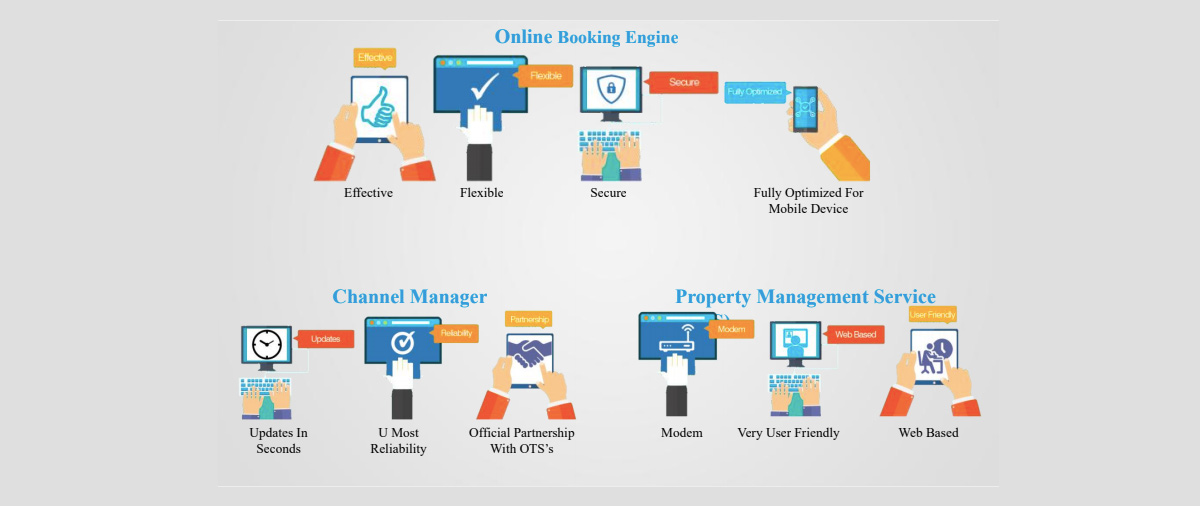 Online Booking Engine
Effective
Flexible
Secure
Fully Optimized
Effective
Flexible
Secure
Fully Optimized For
Mobile Device
Channel Manager
Property Management Service
Updates
Reliability
Partnership
Modem
Web Based
User Friendly
Updates In
Seconds
U Most
Reliability
Official Partnership
With OTS’s
Modem
Very User Friendly
Web Based